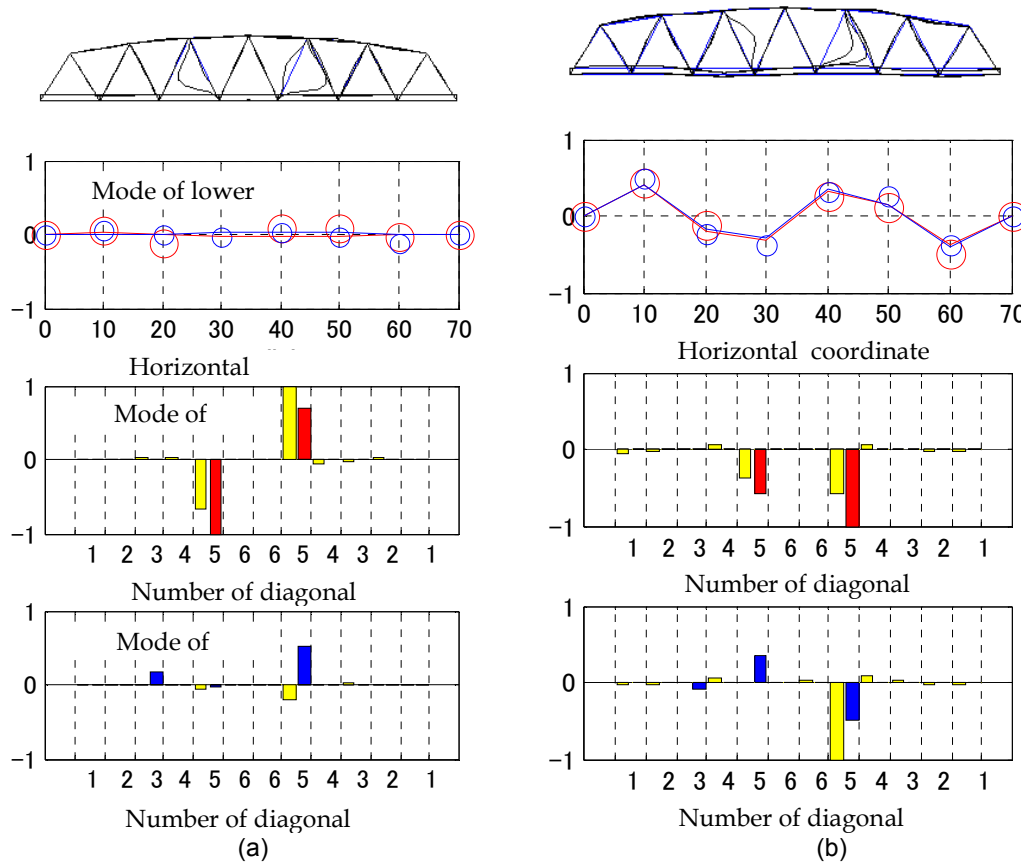 1
Mode of lower
0
−1
0 10 20 30 40 50 60 70
Horizontal
1
Mode of
0
−1
1 2 3 4 5 6 6 5 4 3 2 1
Number of diagonal
1
Mode of
0
−1
1 2 3 4 5 6 6 5 4 3 2 1
Number of diagonal
(a)
1
0
−1
0 10 20 30 40 50 60 70
Horizontal coordinate
1
0
−1
1 2 3 4 5 6 6 5 4 3 2 1
Number of diagonal
1
0
−1
1 2 3 4 5 6 6 5 4 3 2 1
Number of diagonal
(b)